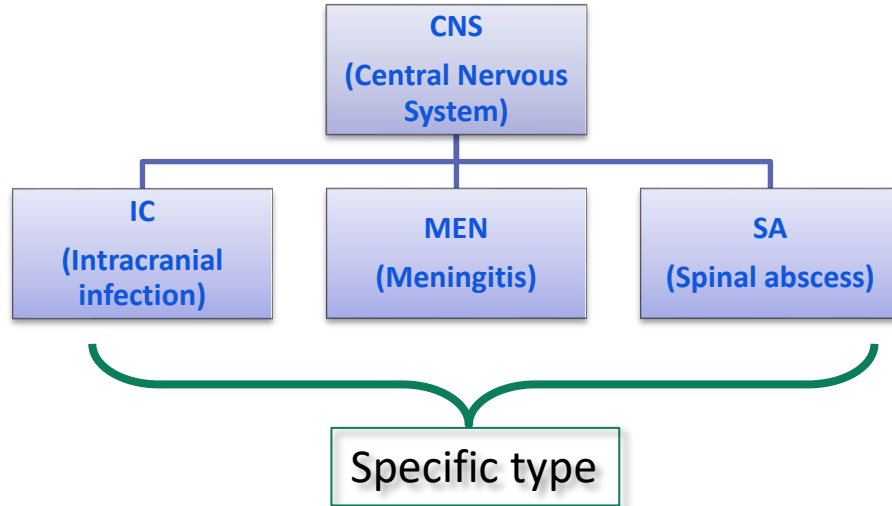 CNS
(Central Nervous
System)
IC
(Intracranial
infection)
MEN
(Meningitis)
SA
(Spinal abscess)
Specific type